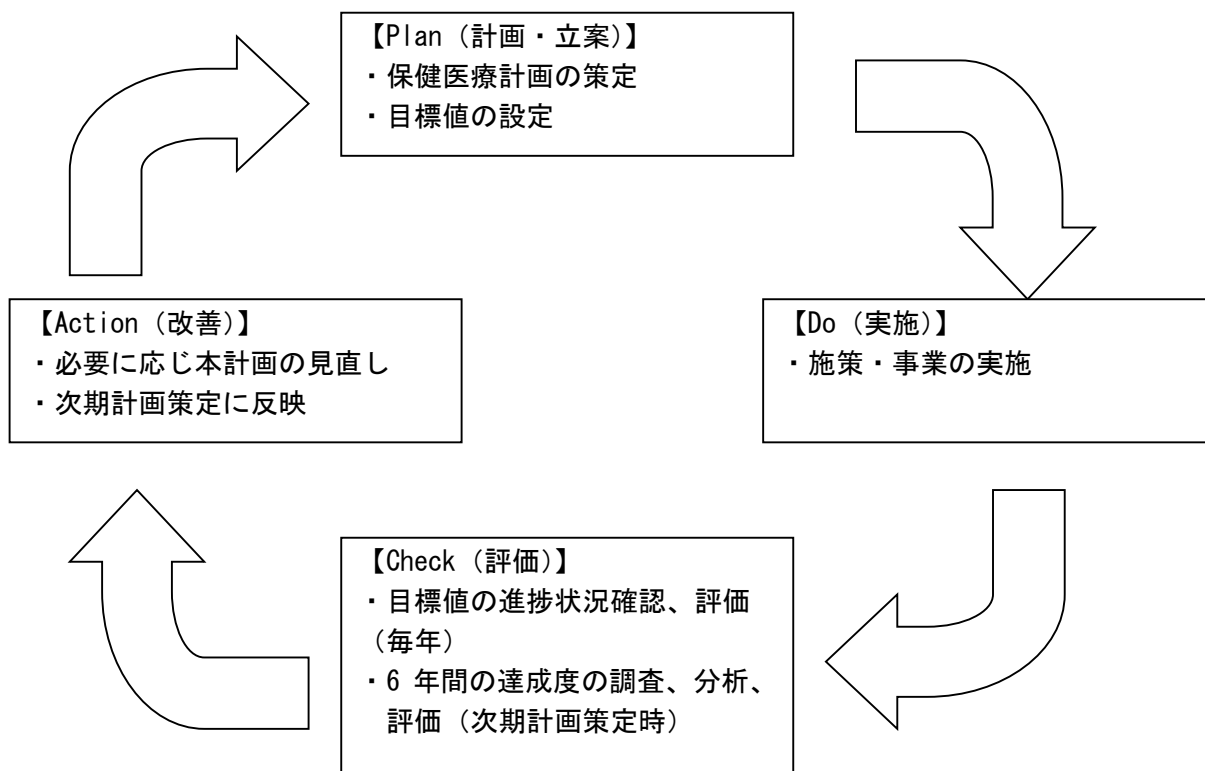 【Plan（計画・立案）】
・保健医療計画の策定
・目標値の設定
【Do（実施）】
・施策・事業の実施
【Check（評価）】
・目標値の進捗状況確認、評価
（毎年）
・6 年間の達成度の調査、分析、
評価（次期計画策定時）
【Action（改善）】
・必要に応じ本計画の見直し
・次期計画策定に反映